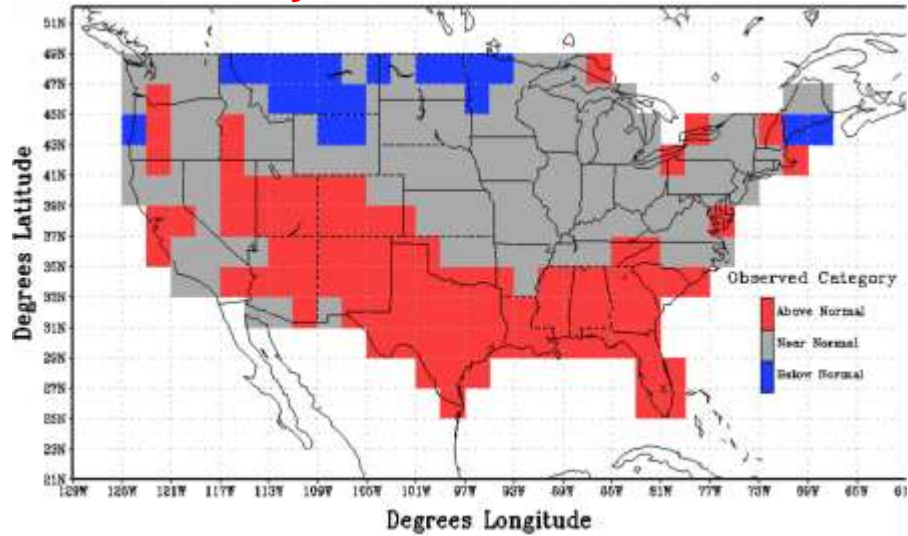 51N
49N
47N
45N
43N
41N
39N
37N
35N
33N
31N
29N
27N
25N
23N
21N
Degrees Latitude
Observed Category
Above Normal
Near Normal
Below Normal
129W 125W 121W 117W 113W 109W 105W 101W 97W 93W 89W 85W 81W 77W 73W 69W 65W
Degrees Longitude